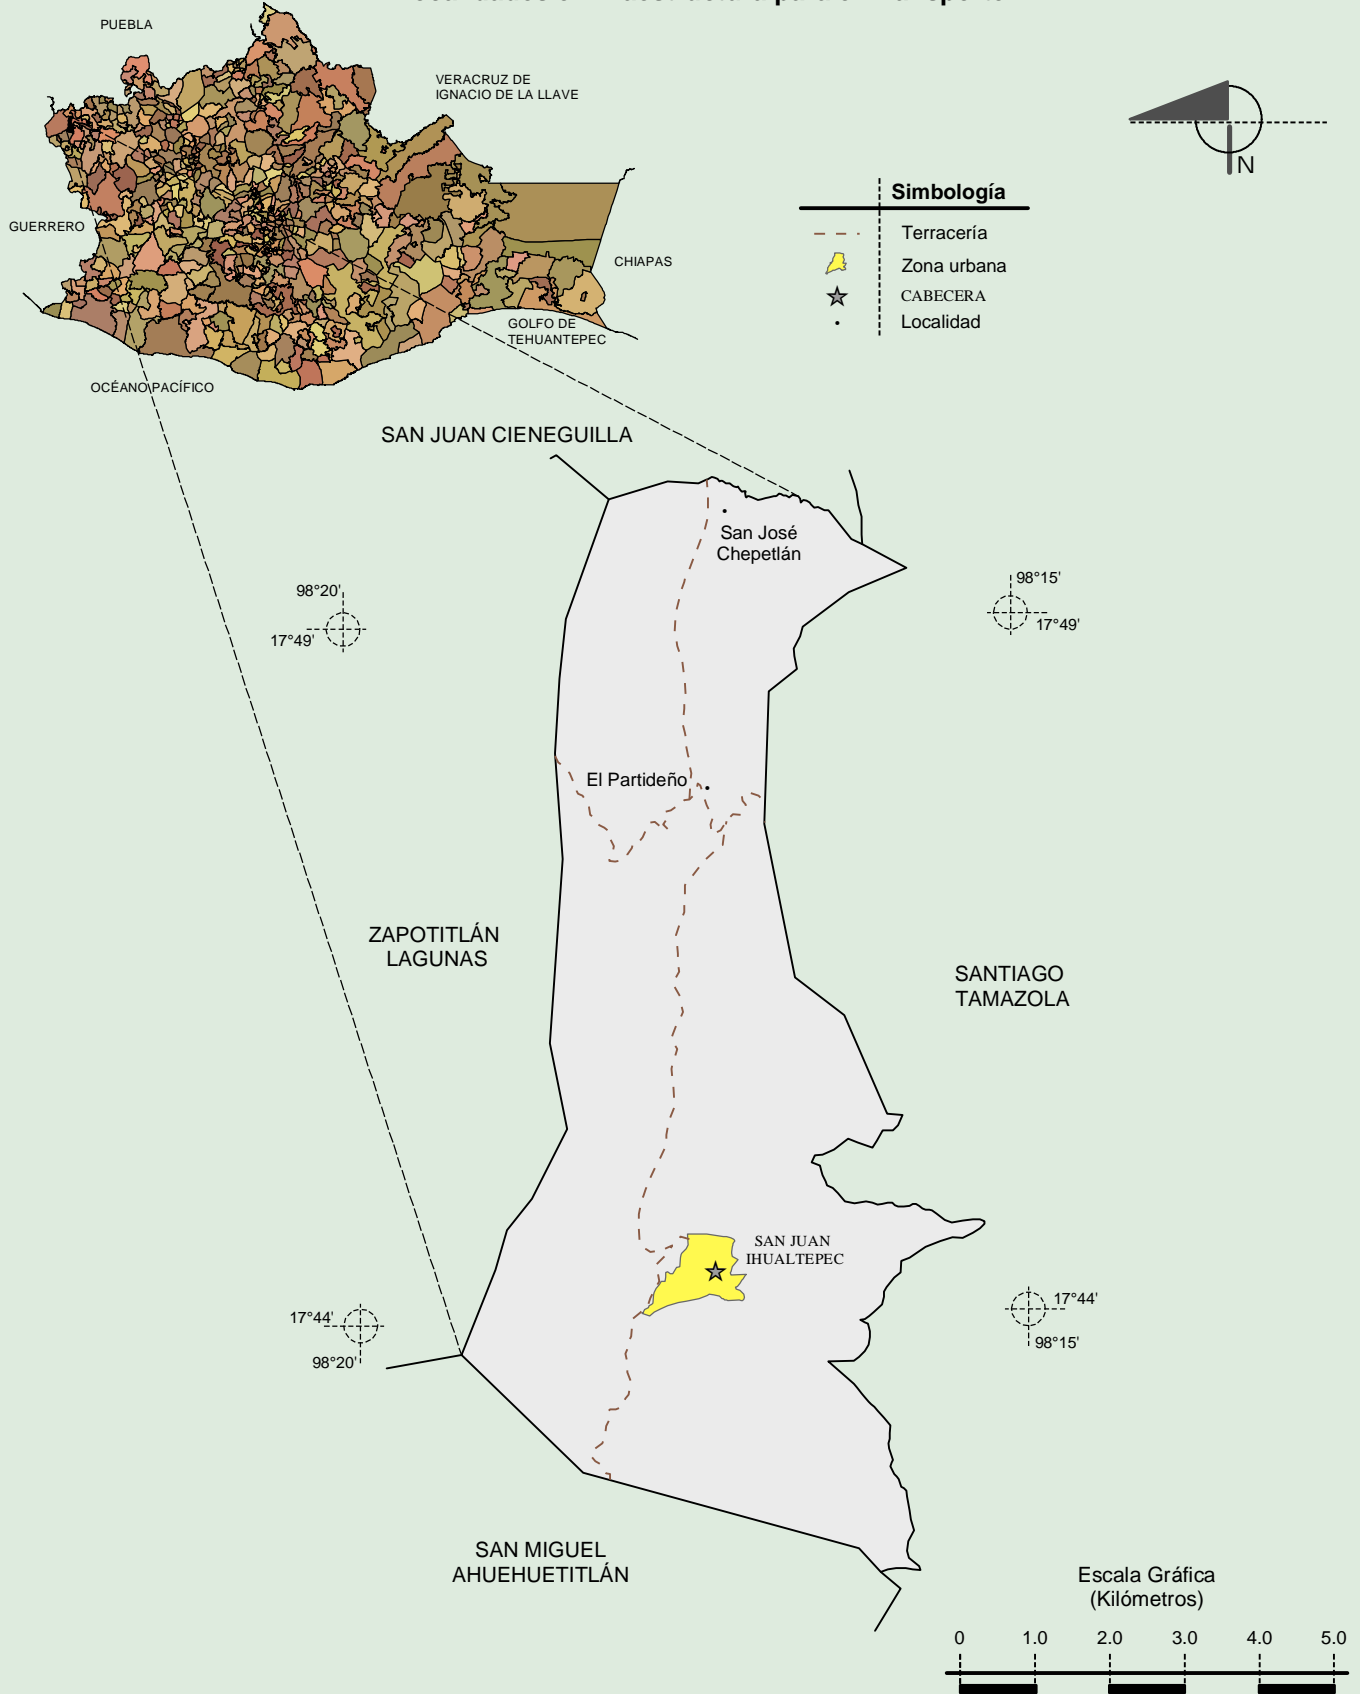 PUEBLA
VERACRUZ DE
IGNACIO DE LA LLAVE
GUERRERO
CHIAPAS
GOLFO DE
TEHUANTEPEC
OCÉANO PACÍFICO
N
Simbología
Terracería
Zona urbana
CABECERA
Localidad
SAN JUAN CIENEGUILLA
San José
Chepetlán
98°20'
17°49'
98°15'
17°49'
El Partideño
ZAPOTITLÁN
LAGUNAS
SANTIAGO
TAMAZOLA
SAN JUAN
IHUALTEPEC
17°44'
98°20'
17°44'
98°15'
SAN MIGUEL
AHUEHUETITLÁN
Escala Gráfica
(Kilómetros)
0 1.0 2.0 3.0 4.0 5.0